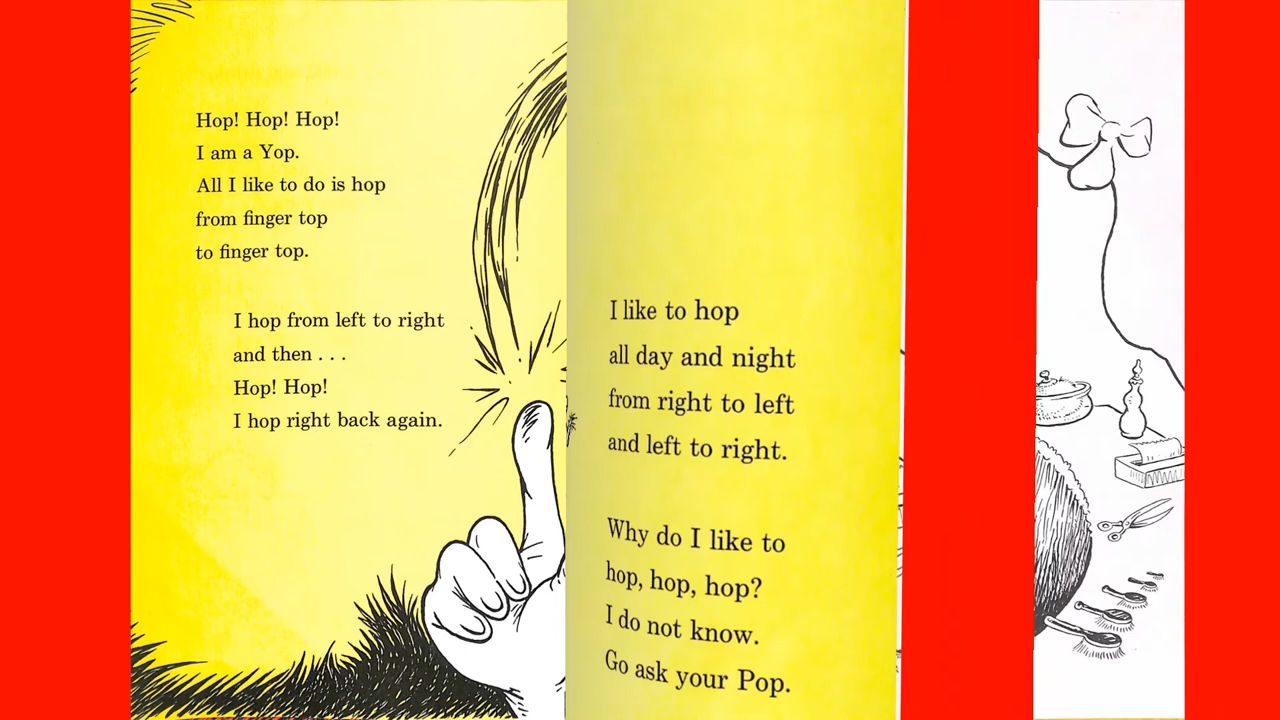 Hop! Hop! Hop!
I am a Yop.
All I like to do is hop
from finger top
to finger top.
I hop from left to right
and then . . .
Hop! Hop!
I hop right back again.
I like to hop
all day and night
from right to left
and left to right.
Why do I like to
hop, hop, hop?
I do not know.
Go ask your Pop.